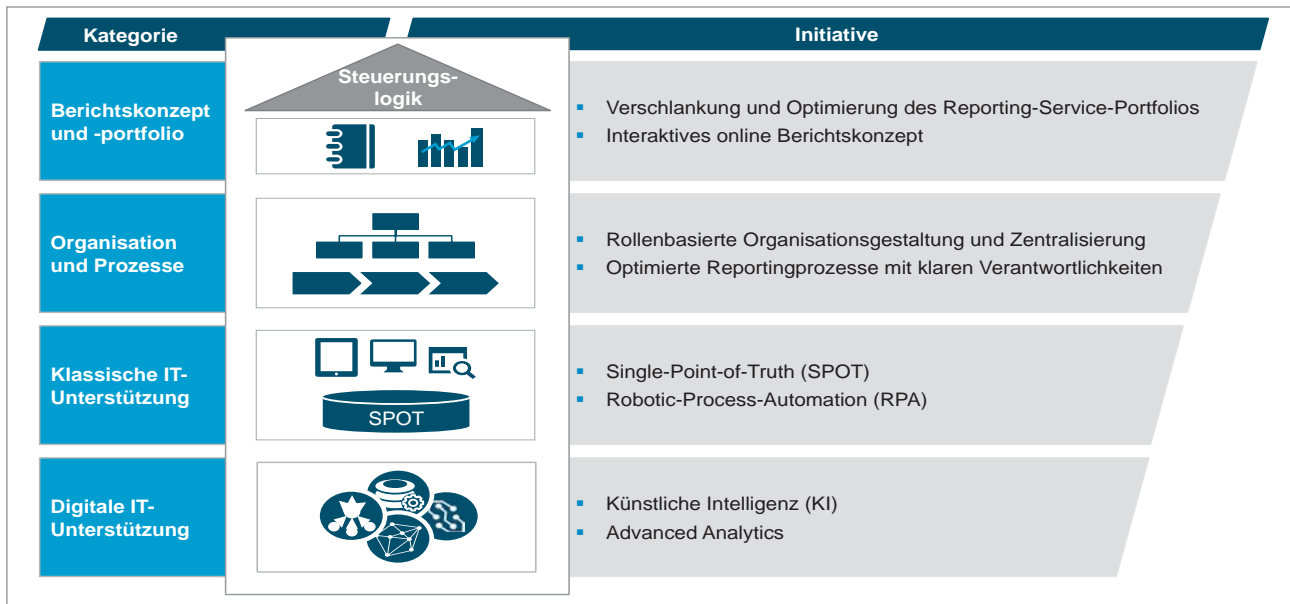 Kategorie
Initiative
Steuerungs-
logik
Berichtskonzept
und -portfolio
▪ Verschlankung und Optimierung des Reporting-Service-Portfolios
▪ Interaktives online Berichtskonzept
Organisation
und Prozesse
▪ Rollenbasierte Organisationsgestaltung und Zentralisierung
▪ Optimierte Reportingprozesse mit klaren Verantwortlichkeiten
Klassische IT-
Unterstützung
SPOT
▪ Single-Point-of-Truth (SPOT)
▪ Robotic-Process-Automation (RPA)
Digitale IT-
Unterstützung
▪ Künstliche Intelligenz (KI)
▪ Advanced Analytics